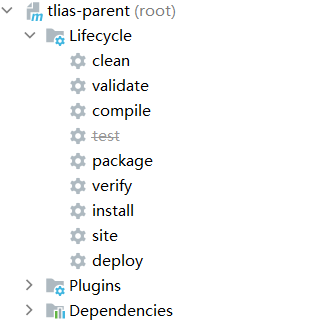 tlias-parent (root)
Lifecycle
clean
validate
compile
test
package
verify
install
site
deploy
Plugins
Dependencies